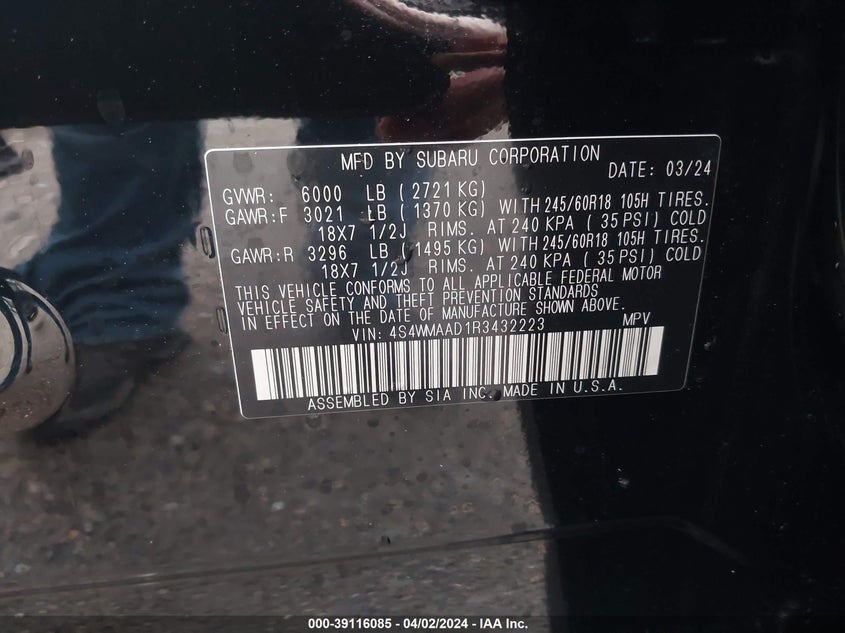 MFD BY SUBARU CORPORATION DATE: 03/24
GVWR: 6000 LB (2721 KG)
GAWR:F 3021 LB (1370 KG) WITH 245/60R18 105H TIRES.
18X7 1/2J RIMS. AT 240 KPA (35 PSI) COLD
GAWR:R 3296 LB (1495 KG) WITH 245/60R18 105H TIRES.
18X7 1/2J RIMS. AT 240 KPA (35 PSI) COLD
THIS VEHICLE CONFORMS TO ALL APPLICABLE FEDERAL MOTOR
VEHICLE SAFETY AND THEFT PREVENTION STANDARDS
IN EFFECT ON THE DATE OF MANUFACTURE SHOWN ABOVE.
VIN: 4S4WMAAD1R3432223 MPV
ASSEMBLED BY SIA INC. MADE IN U.S.A.
000-39116085 - 04/02/2024 - IAA Inc.